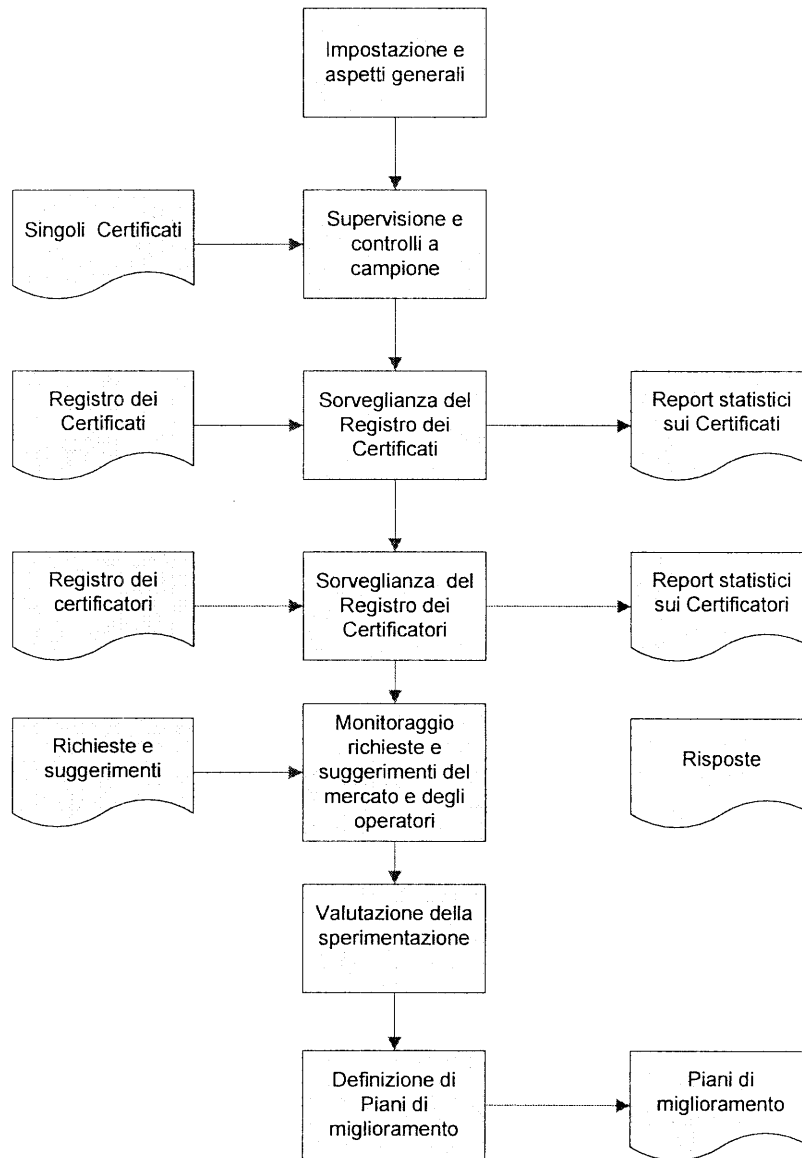 Impostazione e
aspetti generali
Singoli Certificati
Supervisione e
controlli a
campione
Registro dei
Certificati
Sorveglianza del
Registro dei
Certificati
Report statistici
sui Certificati
Registro dei
certificatori
Sorveglianza del
Registro dei
Certificatori
Report statistici
sui Certificatori
Richieste e
suggerimenti
Monitoraggio
richieste e
suggerimenti del
mercato e degli
operatori
Risposte
Valutazione della
sperimentazione
Definizione di
Piani di
miglioramento
Piani di
miglioramento